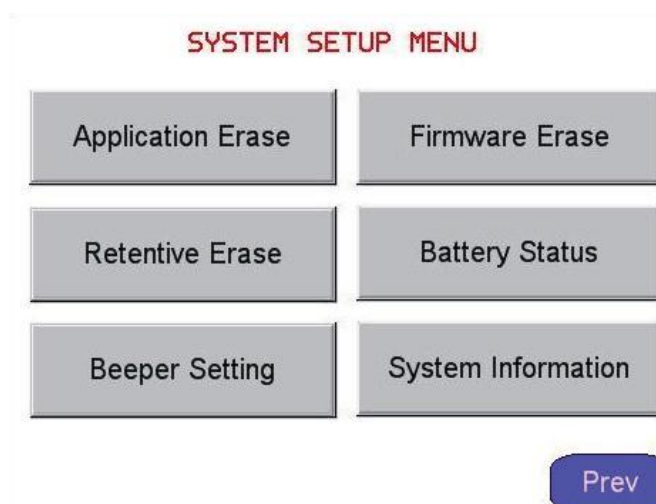 SYSTEM SETUP MENU
Application Erase
Firmware Erase
Retentive Erase
Battery Status
Beeper Setting
System Information
Prev